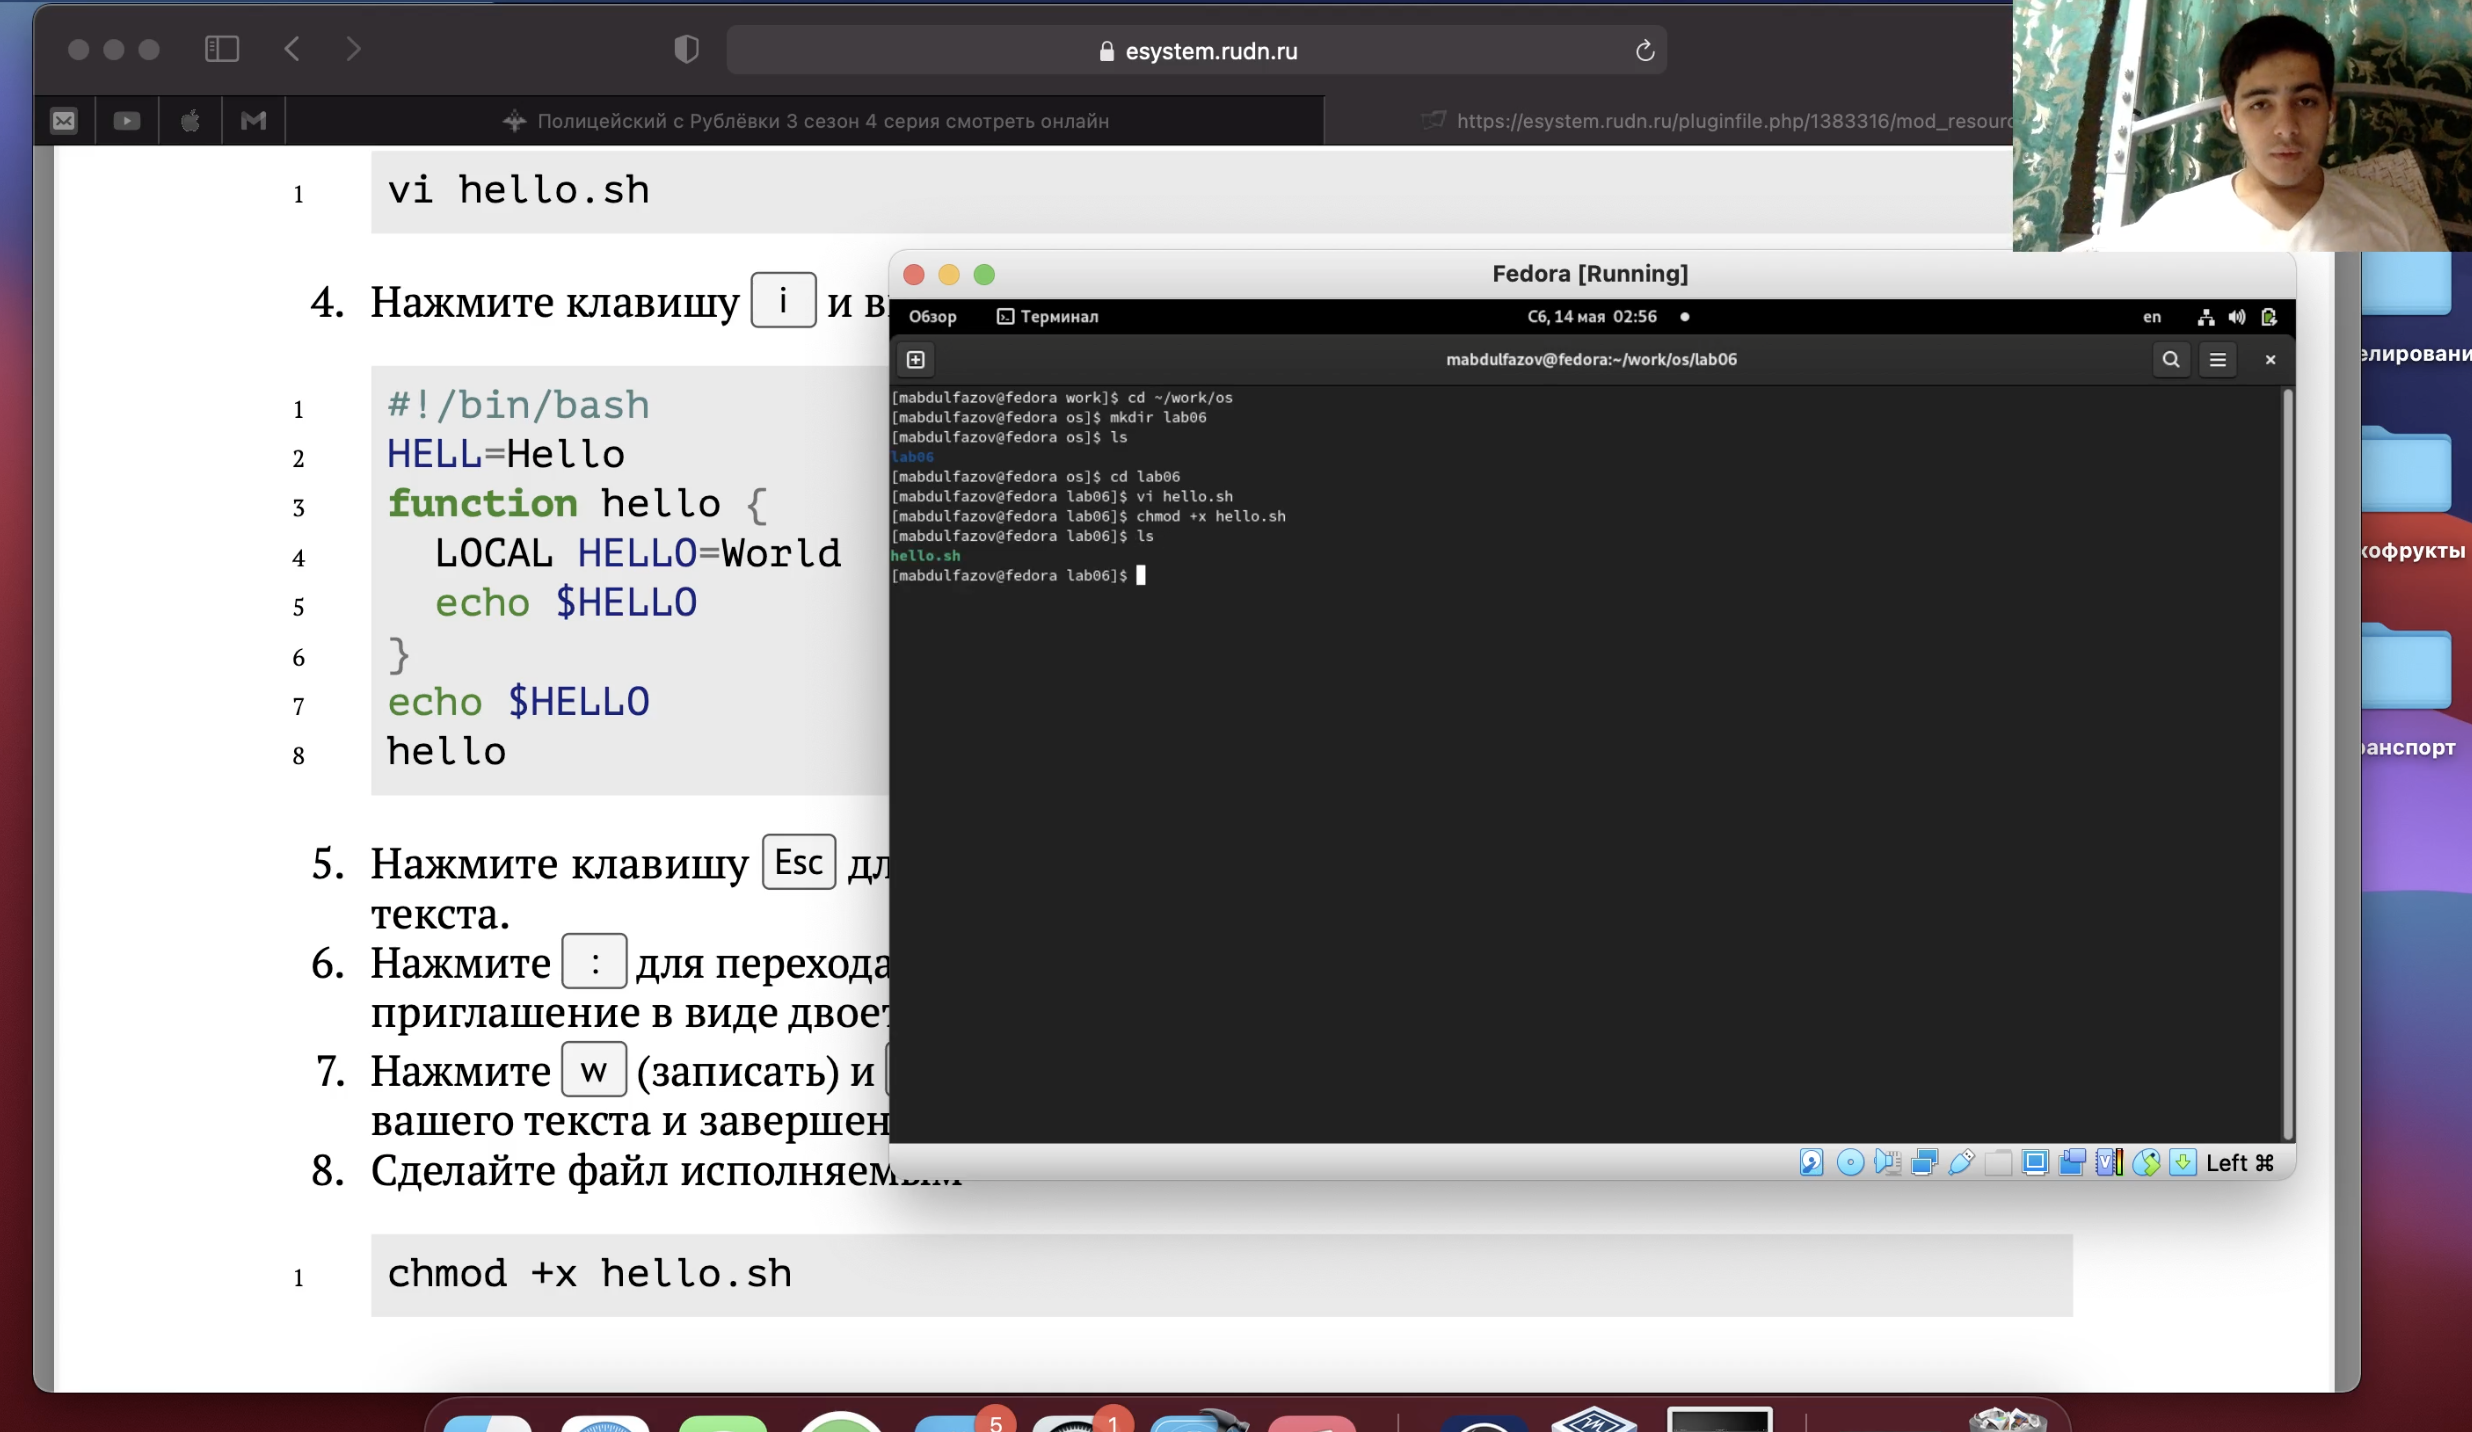 esystem.rudn.ru
Полицейский с Рублёвки 3 сезон 4 серия смотреть онлайн
https://esystem.rudn.ru/pluginfile.php/1383316/mod_resourc
1 vi hello.sh
4. Нажмите клавишу i и в
1 #!/bin/bash
2 HELL=Hello
3 function hello {
4 LOCAL HELLO=World
5 echo $HELLO
6 }
7 echo $HELLO
8 hello
5. Нажмите клавишу Esc дл
текста.
6. Нажмите : для перехода
приглашение в виде двоет
7. Нажмите w (записать) и
вашего текста и завершен
8. Сделайте файл исполняемым
1 chmod +x hello.sh
Fedora [Running]
Обзор Терминал Сб, 14 мая 02:56 en
mabdulfazov@fedora:~/work/os/lab06
[mabdulfazov@fedora work]$ cd ~/work/os
[mabdulfazov@fedora os]$ mkdir lab06
[mabdulfazov@fedora os]$ ls
lab06
[mabdulfazov@fedora os]$ cd lab06
[mabdulfazov@fedora lab06]$ vi hello.sh
[mabdulfazov@fedora lab06]$ chmod +x hello.sh
[mabdulfazov@fedora lab06]$ ls
hello.sh
[mabdulfazov@fedora lab06]$
Left ⌘
елировани
кофрукты
ранспорт
5
1